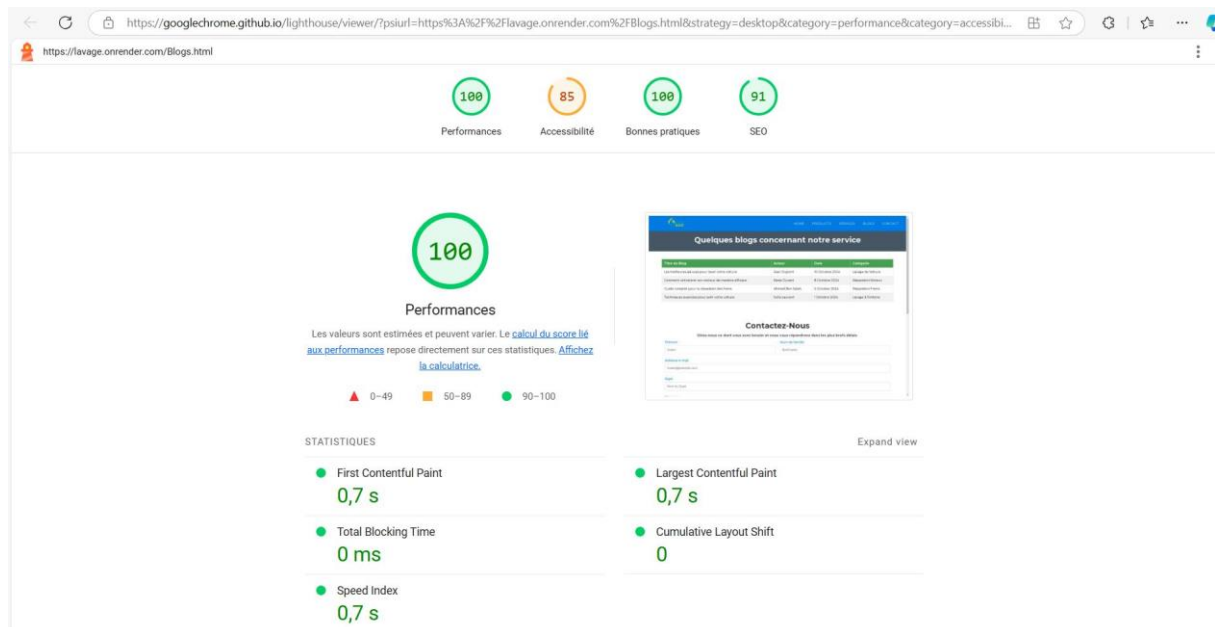 https://googlechrome.github.io/lighthouse/viewer/?psiurl=https%3A%2F%2Flavage.onrender.com%2FBlogs.html&strategy=desktop&category=performance&category=accessibi...
https://lavage.onrender.com/Blogs.html
100 85 100 91
Performances Accessibilité Bonnes pratiques SEO
100
Performances
Les valeurs sont estimées et peuvent varier. Le calcul du score lié
aux performances repose directement sur ces statistiques. Affichez
la calculatrice.
0–49 50–89 90–100
Quelques blogs concernant notre service
Contactez-Nous
STATISTIQUES Expand view
First Contentful Paint
0,7 s
Largest Contentful Paint
0,7 s
Total Blocking Time
0 ms
Cumulative Layout Shift
0
Speed Index
0,7 s